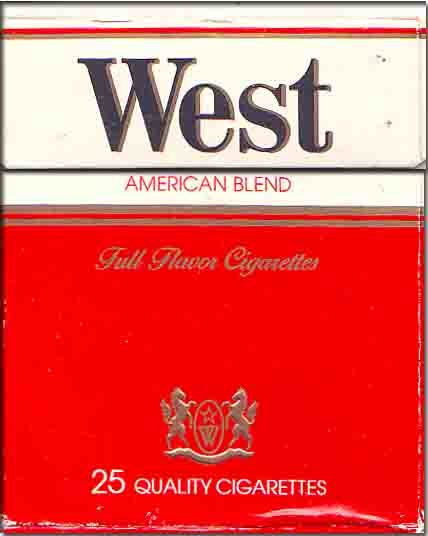 West
AMERICAN BLEND
Full Flavor Cigarettes
W
25 QUALITY CIGARETTES